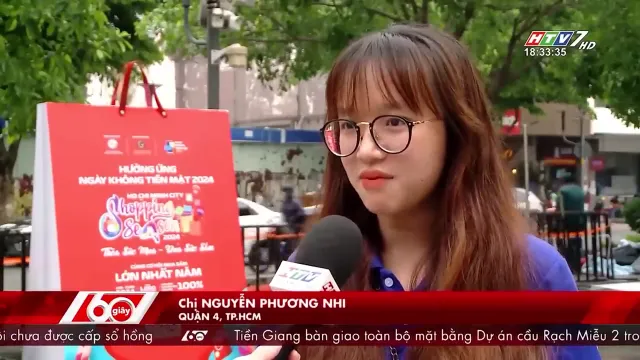 HTV7 HD
18:33:35
HƯỞNG ỨNG
NGÀY KHÔNG TIỀN MẶT 2024
HO CHI MINH CITY
Shopping
Season
2024
LỚN NHẤT NĂM
100%
HTV
60 giây
Chị NGUYỄN PHƯƠNG NHI
QUẬN 4, TP.HCM
ội chưa được cấp sổ hồng
60
Tiền Giang bàn giao toàn bộ mặt bằng Dự án cầu Rạch Miễu 2 tro